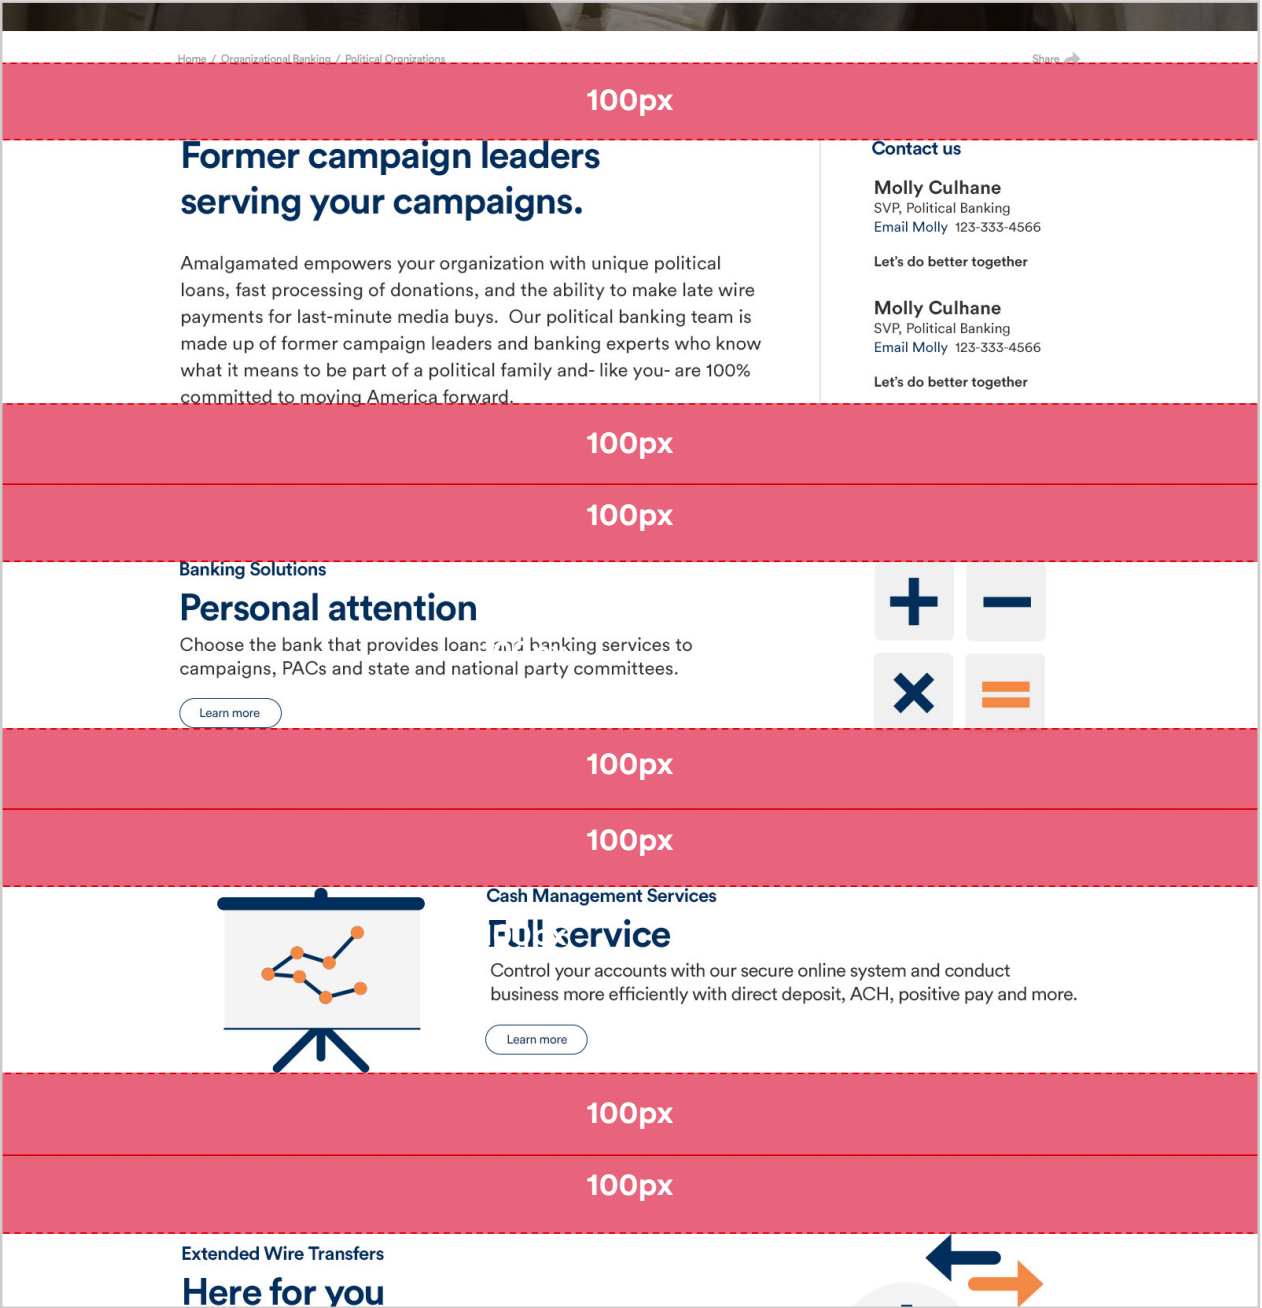 Home / Organizational Banking / Political Orgnizations
Share
100px
Former campaign leaders
serving your campaigns.
Amalgamated empowers your organization with unique political
loans, fast processing of donations, and the ability to make late wire
payments for last-minute media buys.  Our political banking team is
made up of former campaign leaders and banking experts who know
what it means to be part of a political family and- like you- are 100%
committed to moving America forward.
Contact us
Molly Culhane
SVP, Political Banking
Email Molly 123-333-4566
Let's do better together
Molly Culhane
SVP, Political Banking
Email Molly 123-333-4566
Let's do better together
100px
100px
Banking Solutions
Personal attention
Choose the bank that provides loans and banking services to
campaigns, PACs and state and national party committees.
Learn more
100px
100px
Cash Management Services
Full service
Control your accounts with our secure online system and conduct
business more efficiently with direct deposit, ACH, positive pay and more.
Learn more
100px
100px
Extended Wire Transfers
Here for you